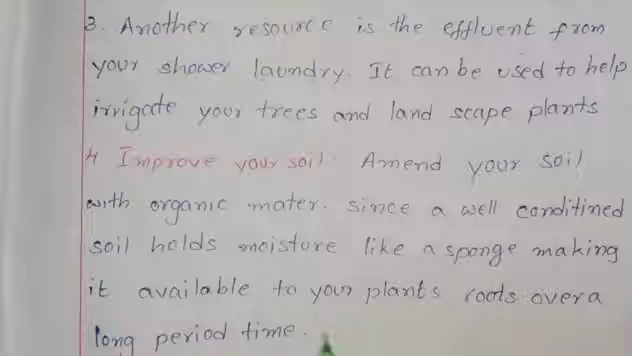 3. Another resource is the effluent from
your shower laundry. It can be used to help
irrigate your trees and land scape plants
4 Improve your soil. Amend your soil
with organic mater. since a well conditined
soil holds moisture like a sponge making
it available to your plants roots over a
long period time.